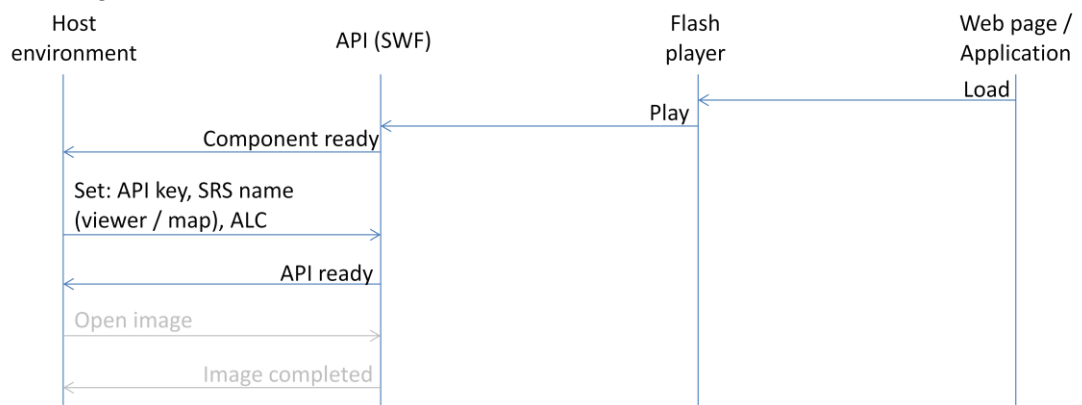 Host
environment
API (SWF)
Flash
player
Web page /
Application
Load
Play
Component ready
Set: API key, SRS name
(viewer / map), ALC
API ready
Open image
Image completed